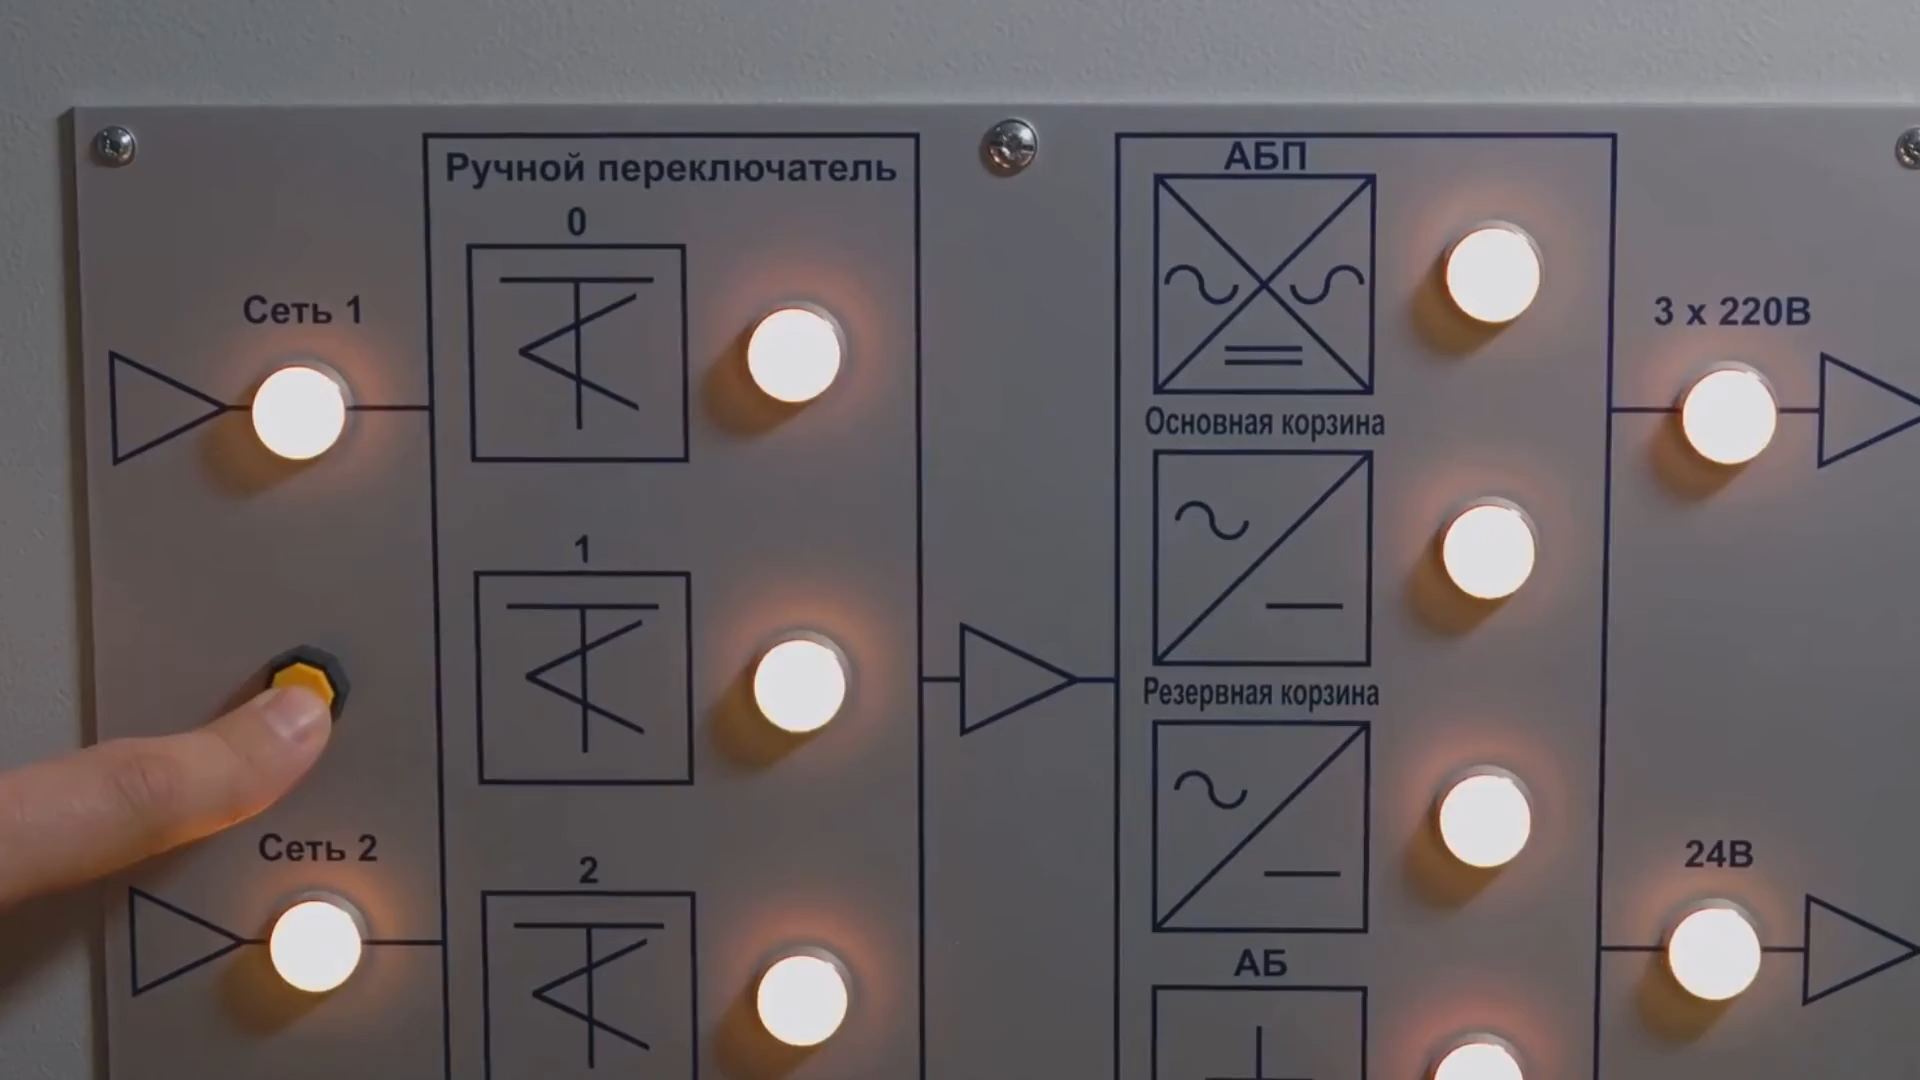 Ручной переключатель
0
Сеть 1
1
Сеть 2
2
АБП
Основная корзина
Резервная корзина
АБ
3 x 220В
24В